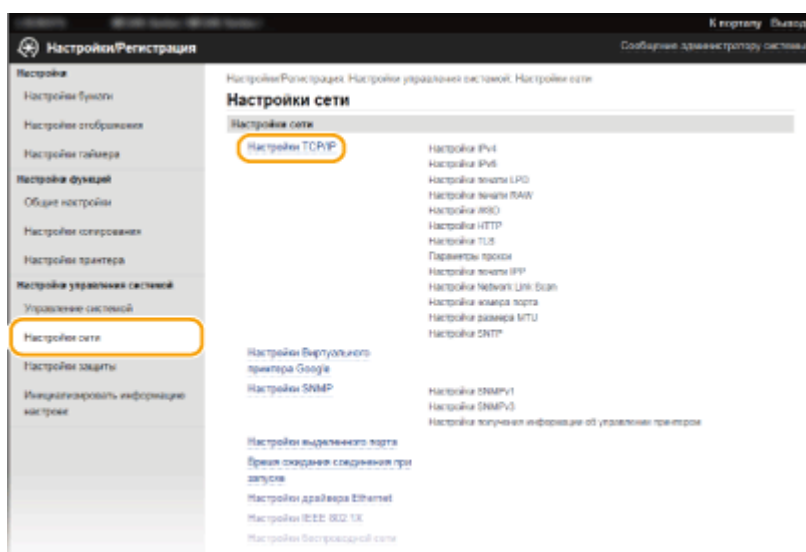 К порталу Выход
Настройки/Регистрация
Сообщение администратору системы
Настройки
Настройки бумаги
Настройки отображения
Настройки таймера
Настройки функций
Общие настройки
Настройки копирования
Настройки принтера
Настройки управления системой
Управление системой
Настройки сети
Настройки защиты
Инициализировать информацию
настроек
Настройки/Регистрация: Настройки управления системой: Настройки сети
Настройки сети
Настройки сети
Настройки TCP/IP
Настройки IPv4
Настройки IPv6
Настройки печати LPD
Настройки печати RAW
Настройки WSD
Настройки HTTP
Настройки TLS
Параметры прокси
Настройки печати IPP
Настройки Network Link Scan
Настройки номера порта
Настройки размера MTU
Настройки SNTP
Настройки Виртуального
принтера Google
Настройки SNMP
Настройки SNMPv1
Настройки SNMPv3
Настройки получения информации об управлении принтером
Настройки выделенного порта
Время ожидания соединения при
запуске
Настройки драйвера Ethernet
Настройки IEEE 802.1X
Настройки беспроводной сети